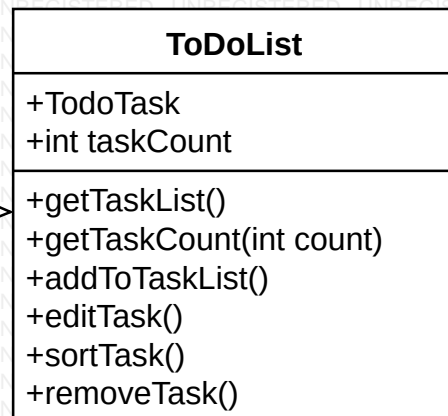 ToDoList
+TodoTask
+int taskCount
+getTaskList()
+getTaskCount(int count)
+addToTaskList()
+editTask()
+sortTask()
+removeTask()